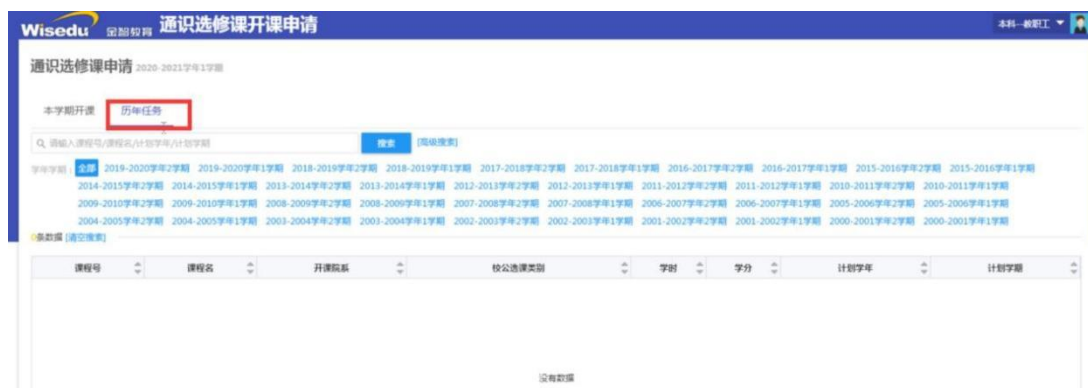 Wisedu 金智教育 通识选修课开课申请 本科--教职工
通识选修课申请 2020-2021学年1学期
本学期开课 历年任务
请输入课程号/课程名/计划学年/计划学期 搜索 [高级搜索]
学年学期: 全部 2019-2020学年2学期 2019-2020学年1学期 2018-2019学年2学期 2018-2019学年1学期 2017-2018学年2学期 2017-2018学年1学期 2016-2017学年2学期 2016-2017学年1学期 2015-2016学年2学期 2015-2016学年1学期
2014-2015学年2学期 2014-2015学年1学期 2013-2014学年2学期 2013-2014学年1学期 2012-2013学年2学期 2012-2013学年1学期 2011-2012学年2学期 2011-2012学年1学期 2010-2011学年2学期 2010-2011学年1学期
2009-2010学年2学期 2009-2010学年1学期 2008-2009学年2学期 2008-2009学年1学期 2007-2008学年2学期 2007-2008学年1学期 2006-2007学年2学期 2006-2007学年1学期 2005-2006学年2学期 2005-2006学年1学期
2004-2005学年2学期 2004-2005学年1学期 2003-2004学年2学期 2003-2004学年1学期 2002-2003学年2学期 2002-2003学年1学期 2001-2002学年2学期 2001-2002学年1学期 2000-2001学年2学期 2000-2001学年1学期
0条数据 [清空搜索]
课程号 课程名 开课院系 校公选课类别 学时 学分 计划学年 计划学期
没有数据